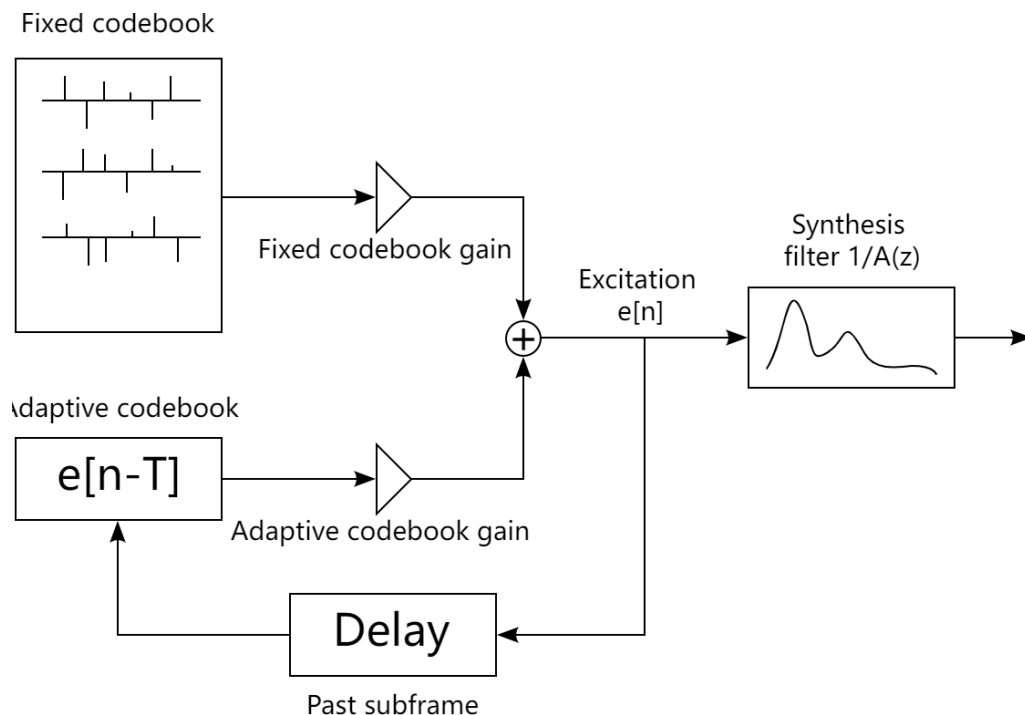 Fixed codebook
Fixed codebook gain
Synthesis
filter 1/A(z)
Excitation
e[n]
+
Adaptive codebook
e[n-T]
Adaptive codebook gain
Delay
Past subframe